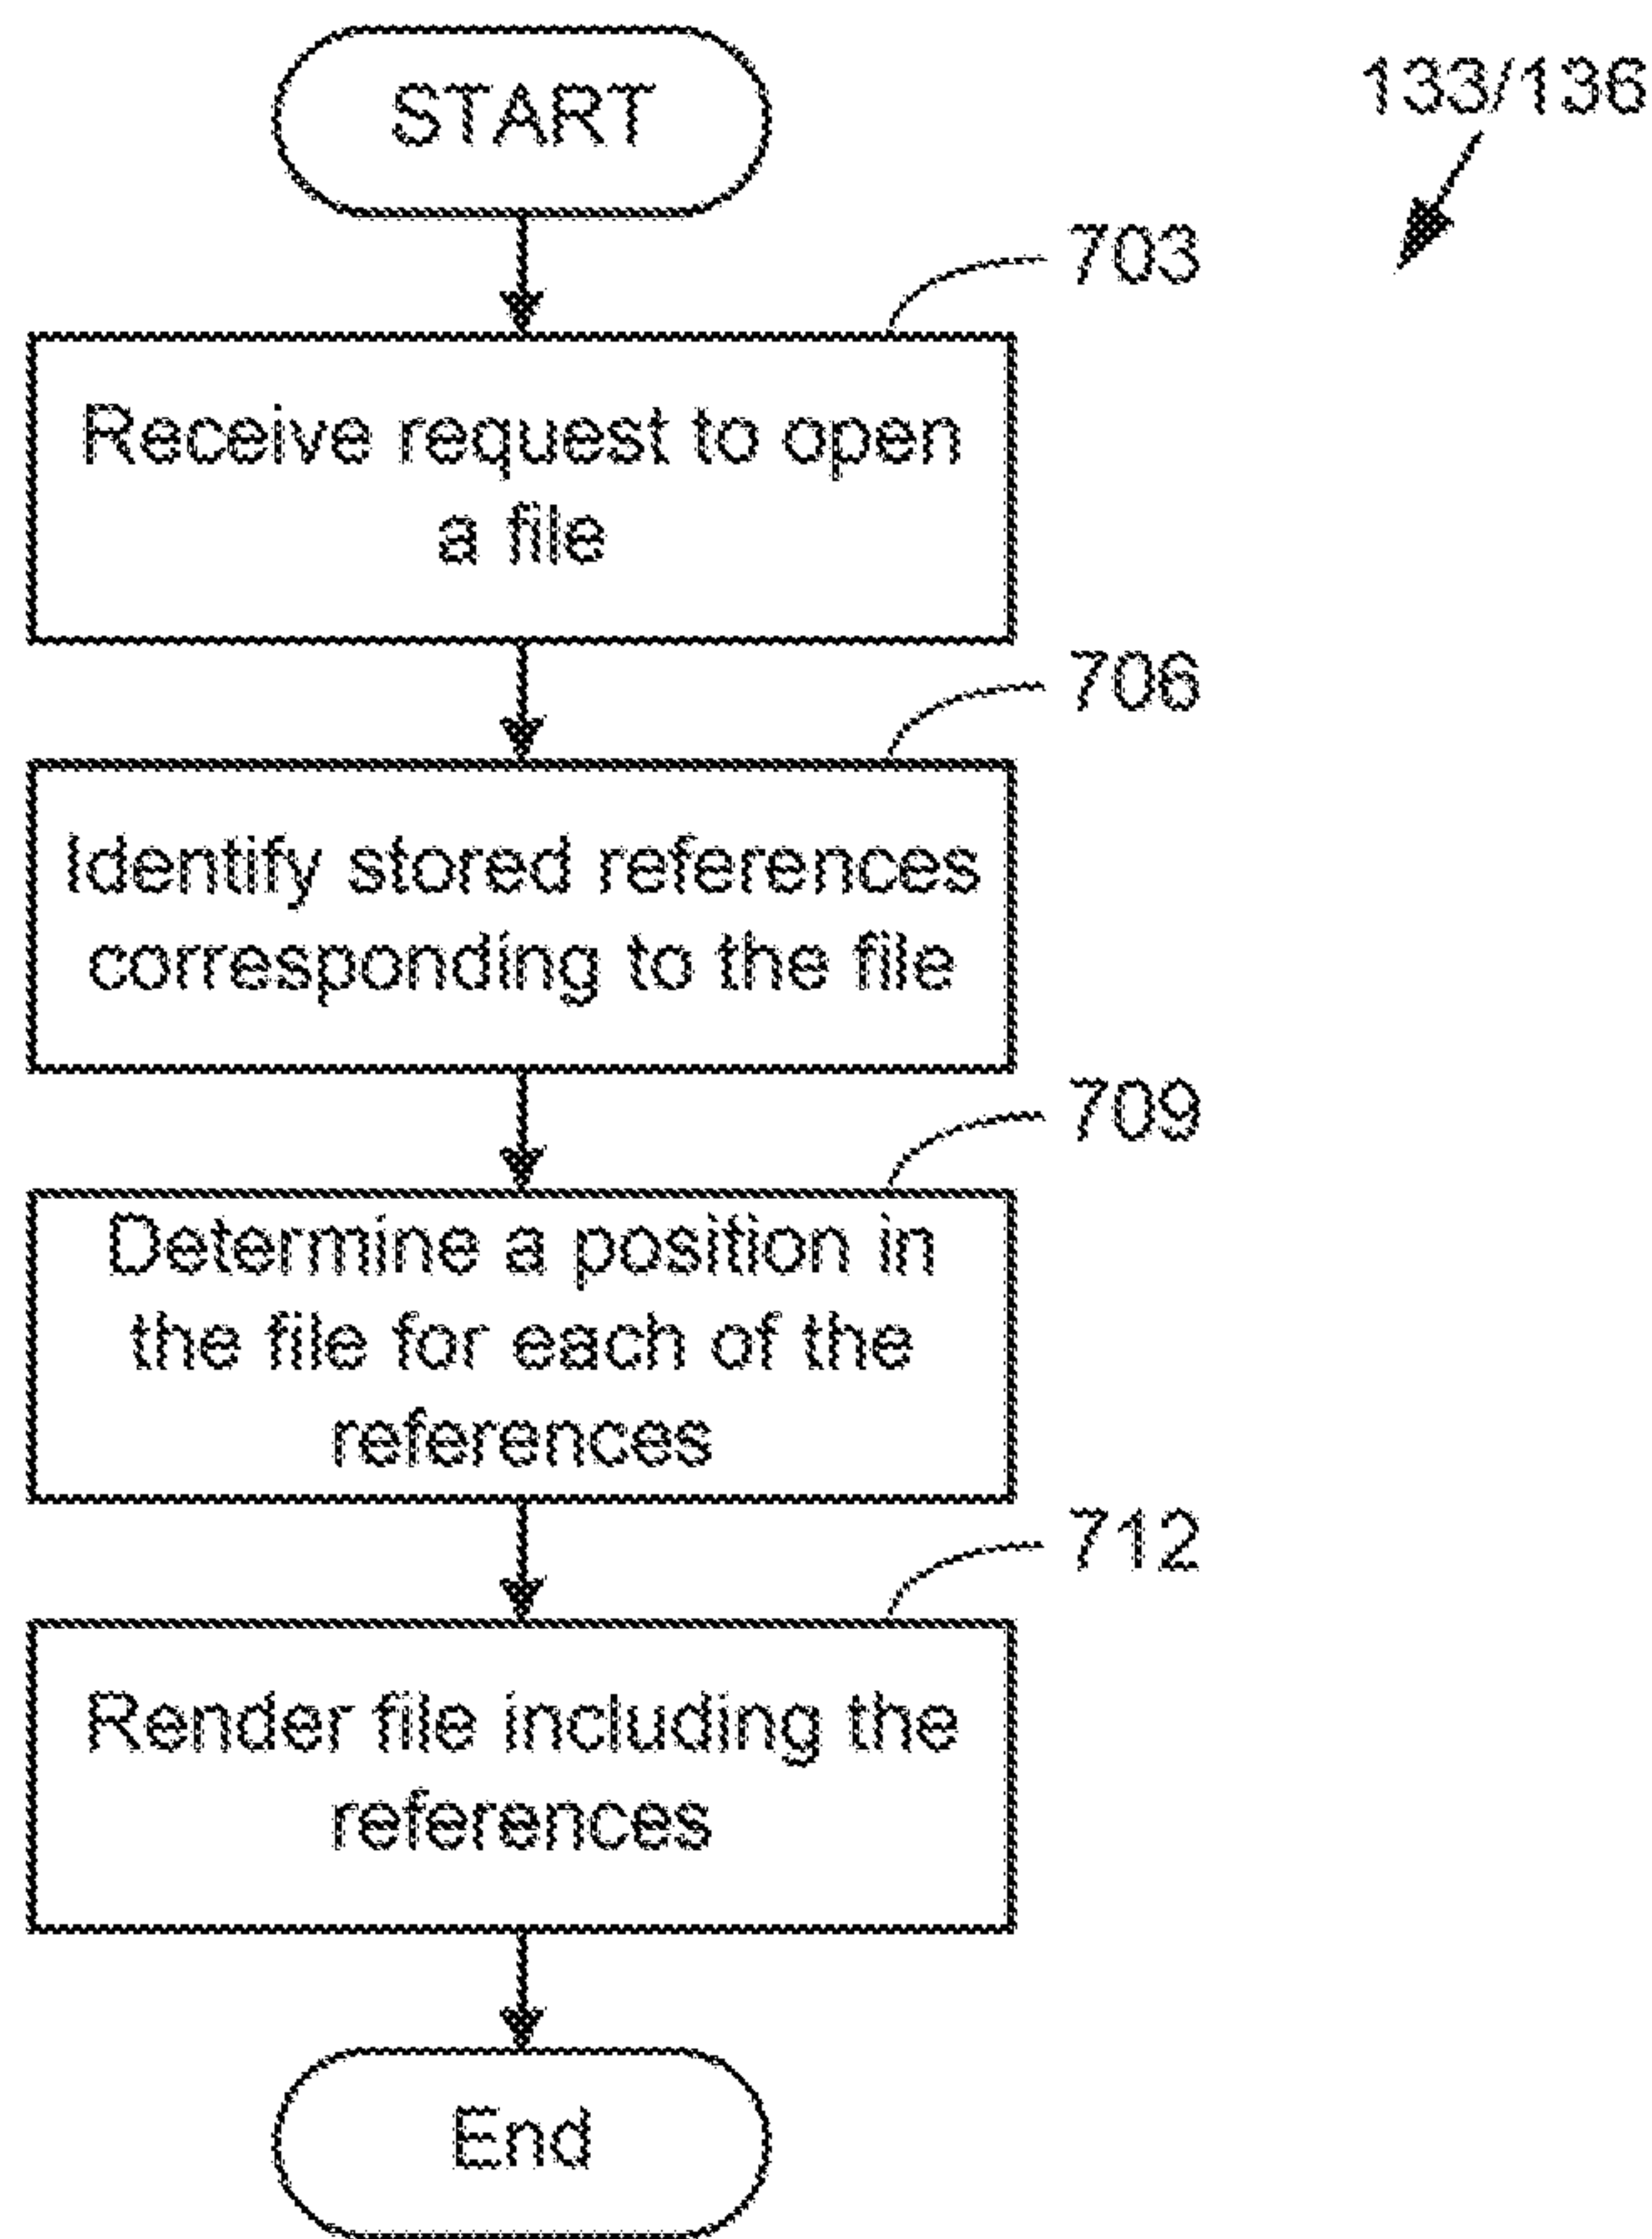 START
133/136
703
Receive request to open
a file
706
Identify stored references
corresponding to the file
709
Determine a position in
the file for each of the
references
712
Render file including the
references
End